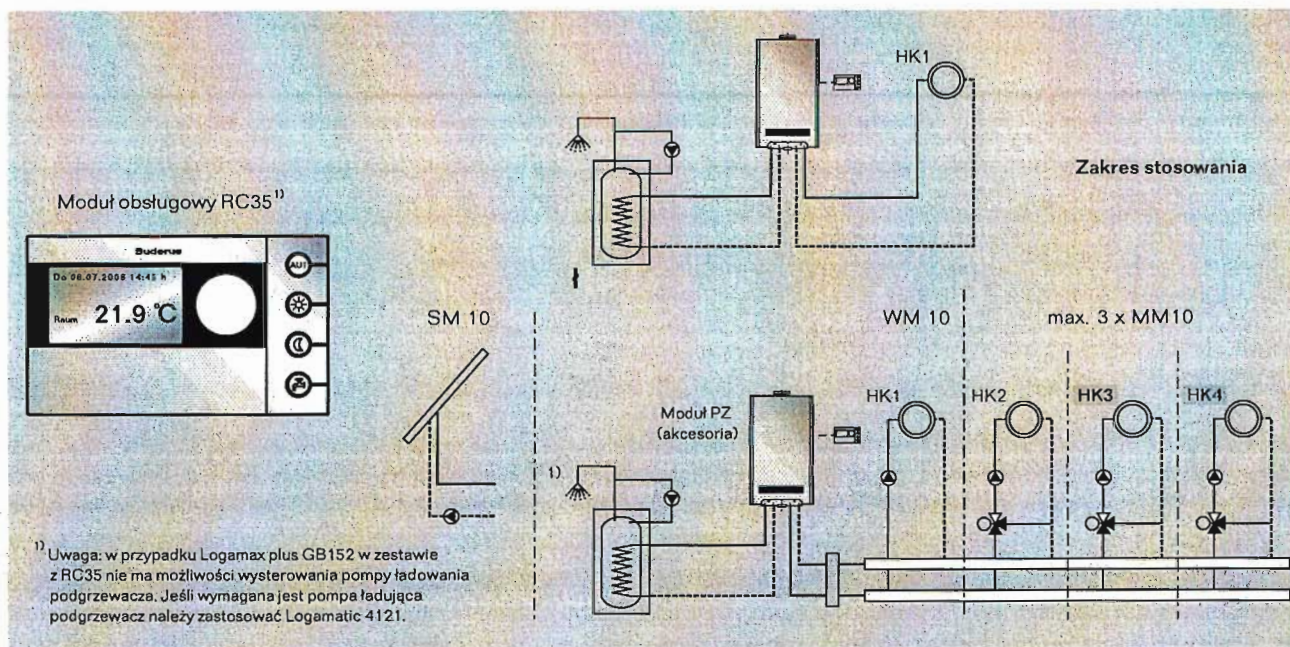 HK1
Zakres stosowania
Moduł obsługowy RC35¹⁾
Buderus
Do 06.07.2006 14:45 h
Raum 21.9 °C
AUT
SM 10
WM 10
max. 3 x MM10
Moduł PZ
(akcesoria)
HK1
HK2
HK3
HK4
1)
¹⁾ Uwaga: w przypadku Logamax plus GB152 w zestawie
z RC35 nie ma możliwości wysterowania pompy ładowania
podgrzewacza. Jeśli wymagana jest pompa ładująca
podgrzewacz należy zastosować Logamatic 4121.